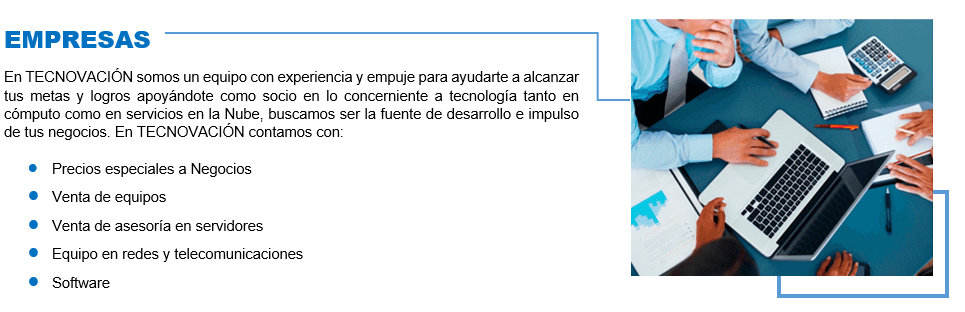 EMPRESAS
En TECNOVACIÓN somos un equipo con experiencia y empuje para ayudarte a alcanzar
tus metas y logros apoyándote como socio en lo concerniente a tecnología tanto en
cómputo como en servicios en la Nube, buscamos ser la fuente de desarrollo e impulso
de tus negocios. En TECNOVACIÓN contamos con:
Precios especiales a Negocios
Venta de equipos
Venta de asesoría en servidores
Equipo en redes y telecomunicaciones
Software